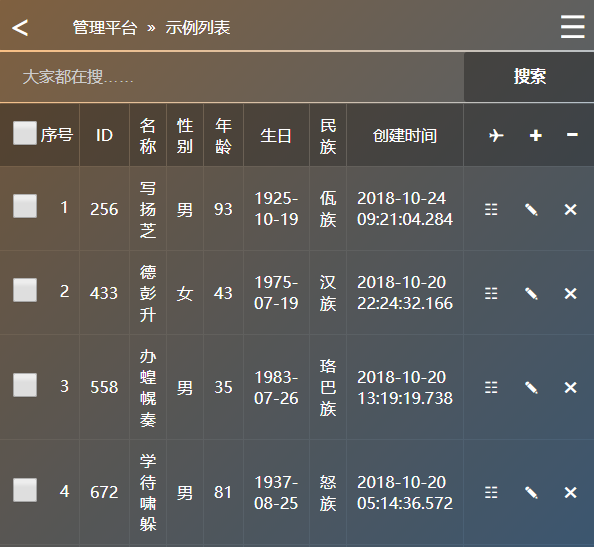 < 管理平台 » 示例列表 ☰
大家都在搜…… 搜索
序号 ID 名称 性别 年龄 生日 民族 创建时间 ✈ + −
1 256 写扬芝 男 93 1925-10-19 佤族 2018-10-24 09:21:04.284
2 433 德彭升 女 43 1975-07-19 汉族 2018-10-20 22:24:32.166
3 558 办蝗幌奏 男 35 1983-07-26 珞巴族 2018-10-20 13:19:19.738
4 672 学待啸躲 男 81 1937-08-25 怒族 2018-10-20 05:14:36.572